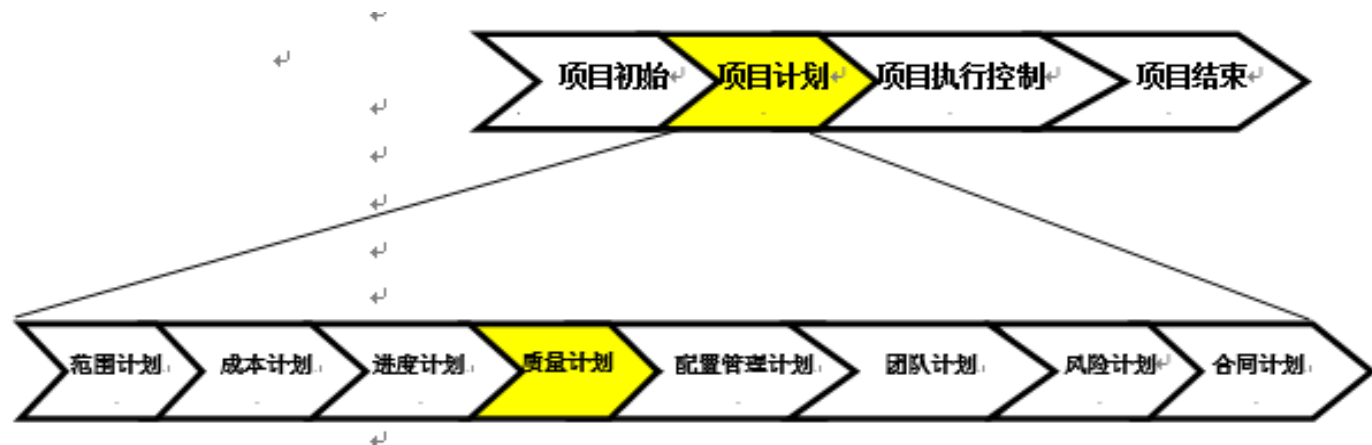 项目初始 项目计划 项目执行控制 项目结束
范围计划 成本计划 进度计划 质量计划 配置管理计划 团队计划 风险计划 合同计划